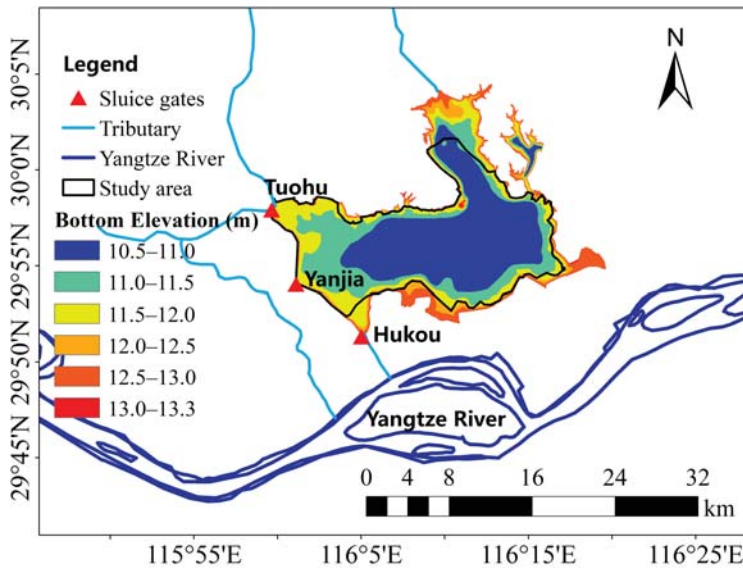 30°5'N
30°0'N
29°55'N
29°50'N
29°45'N
Legend
Sluice gates
Tributary
Yangtze River
Study area
Bottom Elevation (m)
10.5–11.0
11.0–11.5
11.5–12.0
12.0–12.5
12.5–13.0
13.0–13.3
N
Tuohu
Yanjia
Hukou
Yangtze River
0 4 8 16 24 32
km
115°55'E 116°5'E 116°15'E 116°25'E